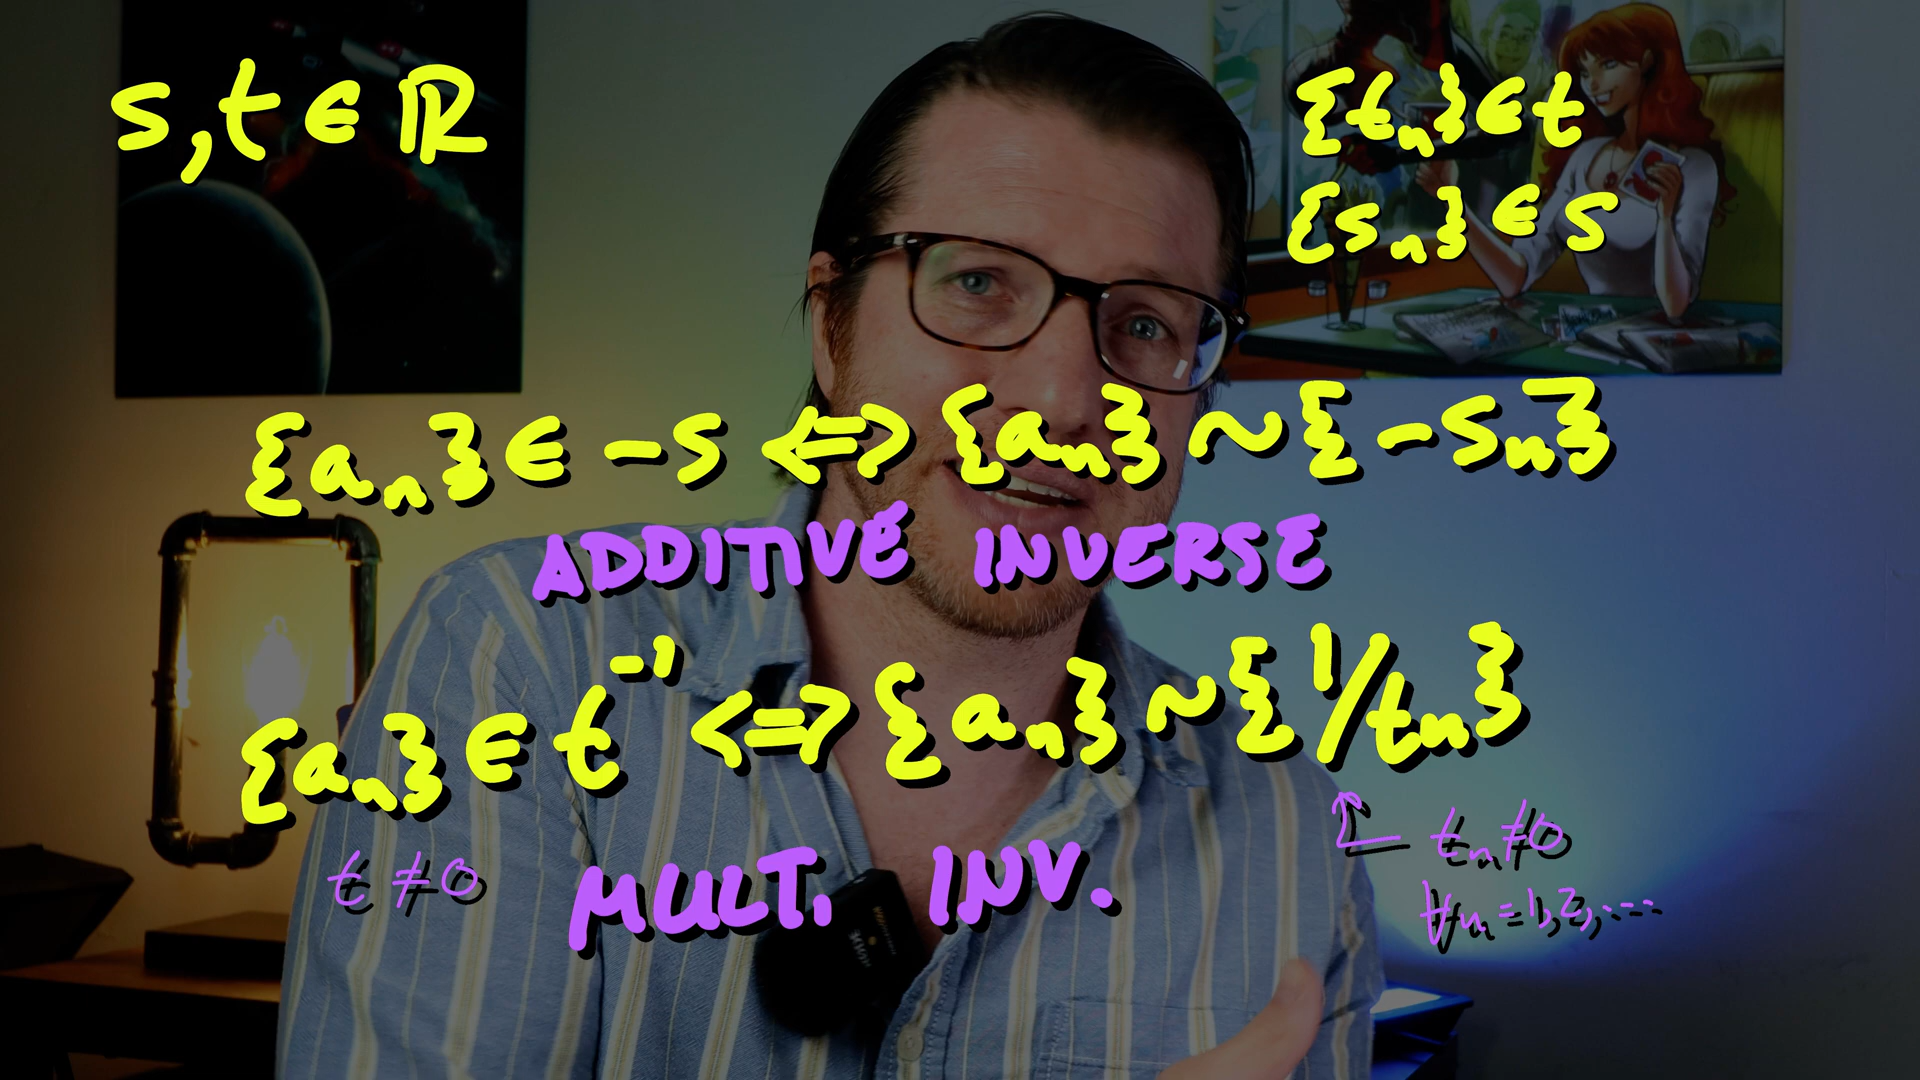 s,t ∈ ℝ
{tₙ} ∈ t
{sₙ} ∈ s
{aₙ} ∈ -s <=> {aₙ} ~ {-sₙ}
ADDITIVE INVERSE
{aₙ} ∈ t⁻¹ <=> {aₙ} ~ {1/tₙ}
t ≠ 0
MULT. INV.
tₙ ≠ 0
∀n = 1, 2, ...